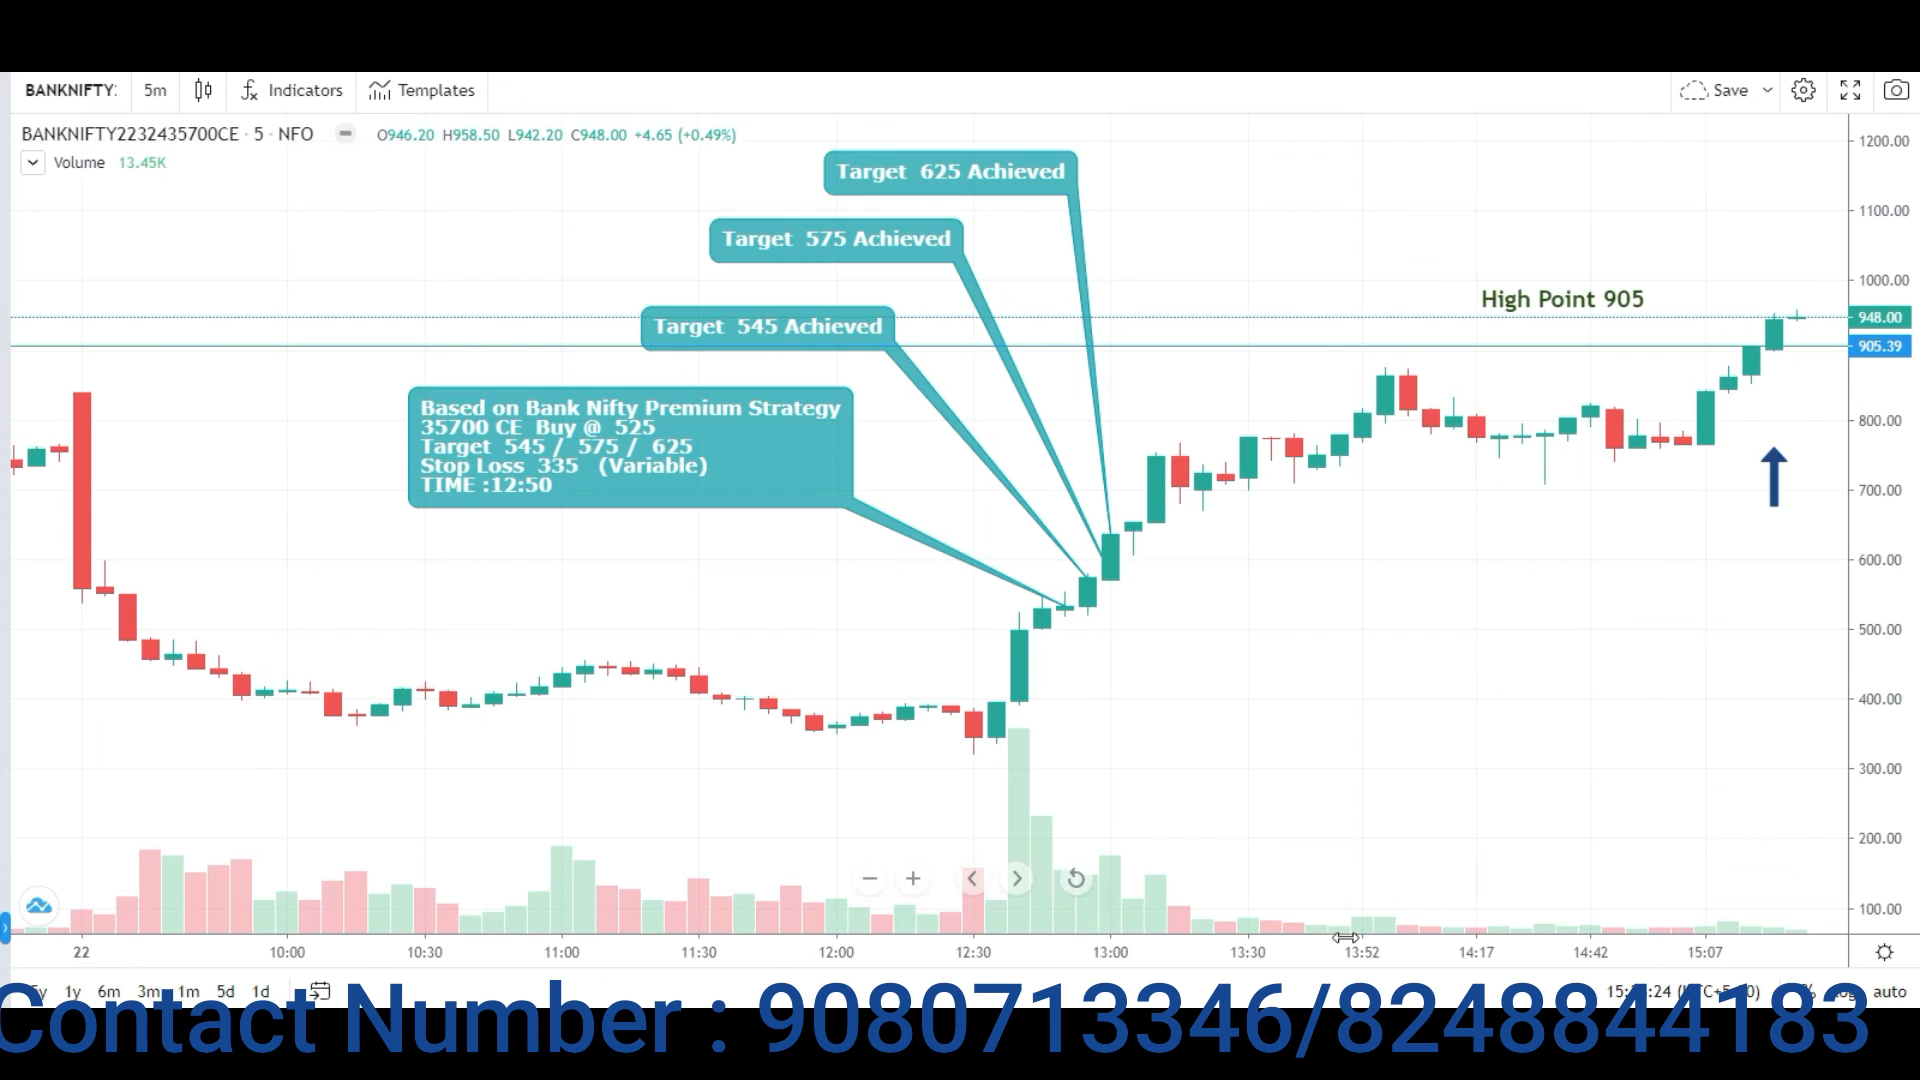 BANKNIFTY:
5m
Indicators
Templates
Save
BANKNIFTY2232435700CE · 5 · NFO
O946.20 H958.50 L942.20 C948.00 +4.65 (+0.49%)
Volume 13.45K
Target 625 Achieved
Target 575 Achieved
Target 545 Achieved
Based on Bank Nifty Premium Strategy
35700 CE Buy @ 525
Target 545 / 575 / 625
Stop Loss 335 (Variable)
TIME :12:50
High Point 905
1200.00
1100.00
1000.00
948.00
905.39
800.00
700.00
600.00
500.00
400.00
300.00
200.00
100.00
22 10:00 10:30 11:00 11:30 12:00 12:30 13:00 13:30 13:52 14:17 14:42 15:07
1y 6m 3m 1m 5d 1d
auto
Contact Number : 9080713346/8248844183